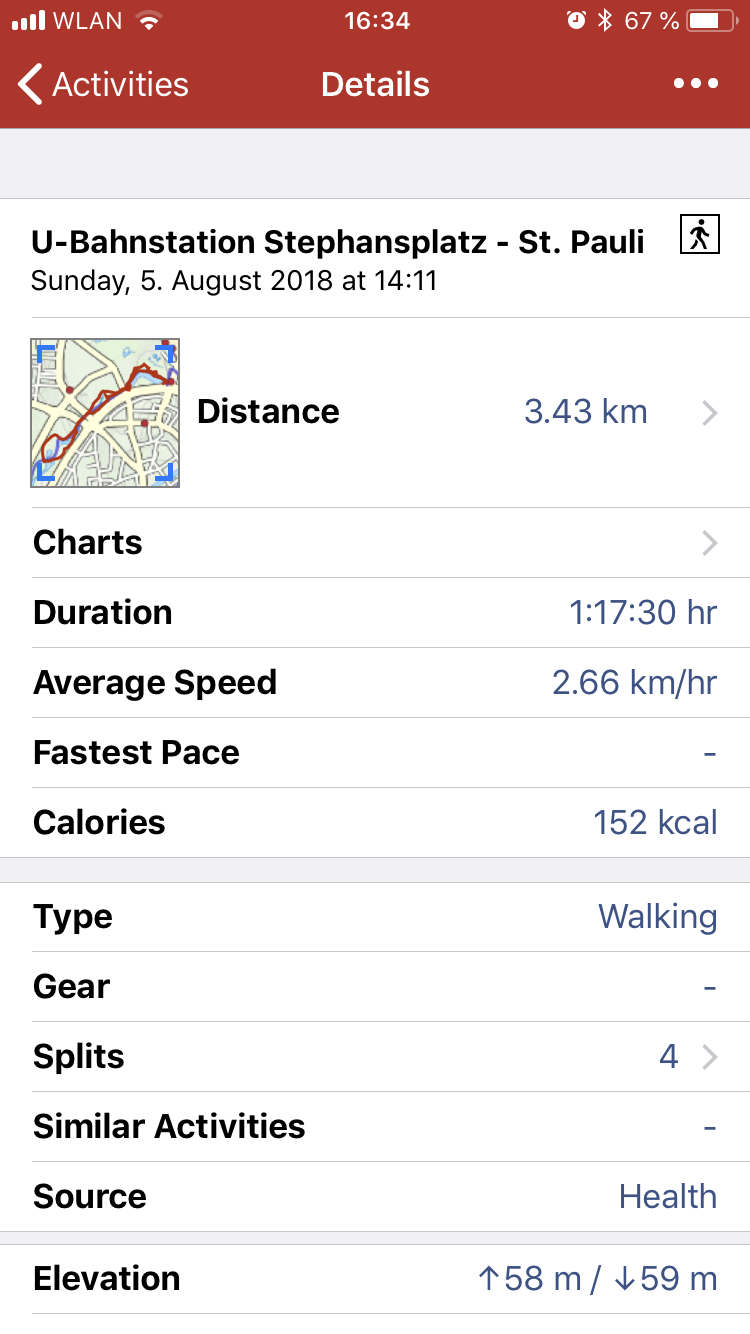 WLAN 16:34 67 %
Activities Details
U-Bahnstation Stephansplatz - St. Pauli
Sunday, 5. August 2018 at 14:11
Distance 3.43 km
Charts
Duration 1:17:30 hr
Average Speed 2.66 km/hr
Fastest Pace -
Calories 152 kcal
Type Walking
Gear -
Splits 4
Similar Activities -
Source Health
Elevation ↑58 m / ↓59 m